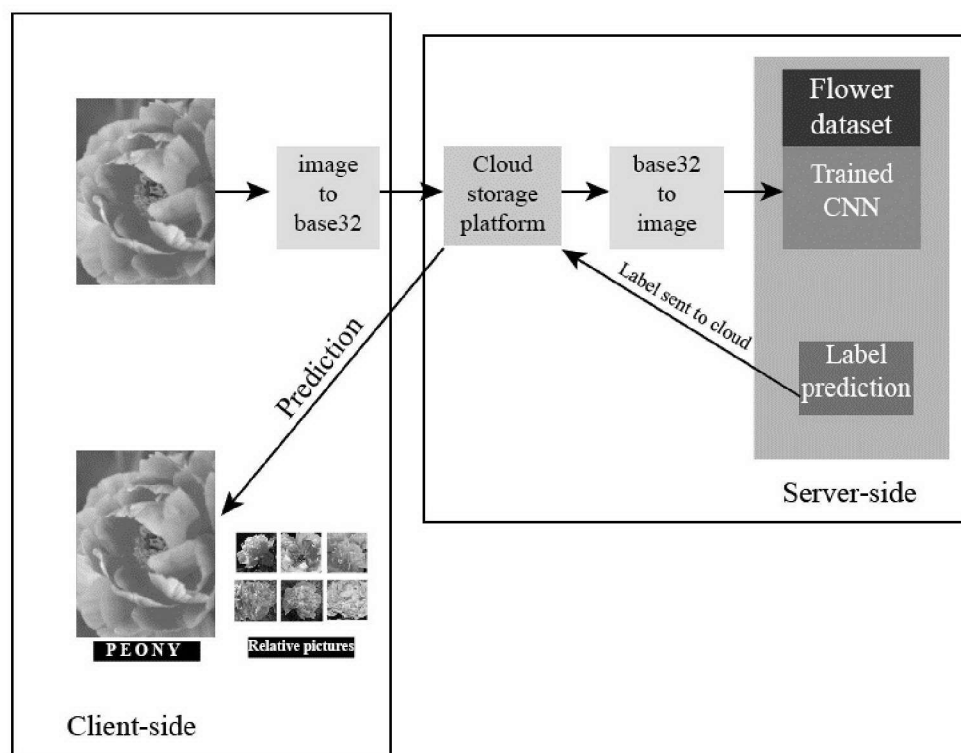 image
to
base32
Cloud
storage
platform
base32
to
image
Flower
dataset
Trained
CNN
Label sent to cloud
Label
prediction
Prediction
Server-side
PEONY
Relative pictures
Client-side